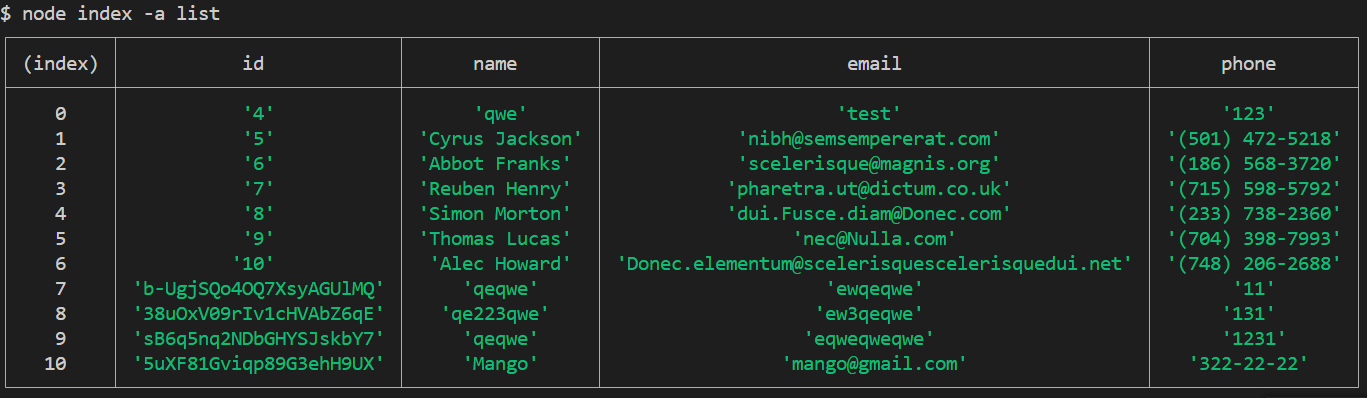 $ node index -a list
(index) id name email phone
0 '4' 'qwe' 'test' '123'
1 '5' 'Cyrus Jackson' 'nibh@semsempererat.com' '(501) 472-5218'
2 '6' 'Abbot Franks' 'scelerisque@magnis.org' '(186) 568-3720'
3 '7' 'Reuben Henry' 'pharetra.ut@dictum.co.uk' '(715) 598-5792'
4 '8' 'Simon Morton' 'dui.Fusce.diam@Donec.com' '(233) 738-2360'
5 '9' 'Thomas Lucas' 'nec@Nulla.com' '(704) 398-7993'
6 '10' 'Alec Howard' 'Donec.elementum@scelerisquescelerisquedui.net' '(748) 206-2688'
7 'b-UgjSQo4OQ7XsyAGUlMQ' 'qeqwe' 'ewqeqwe' '11'
8 '38uOxV09rIv1cHVAbZ6qE' 'qe223qwe' 'ew3qeqwe' '131'
9 'sB6q5nq2NDbGHYSJskbY7' 'qeqwe' 'eqweqweqwe' '1231'
10 '5uXF81Gviqp89G3ehH9UX' 'Mango' 'mango@gmail.com' '322-22-22'